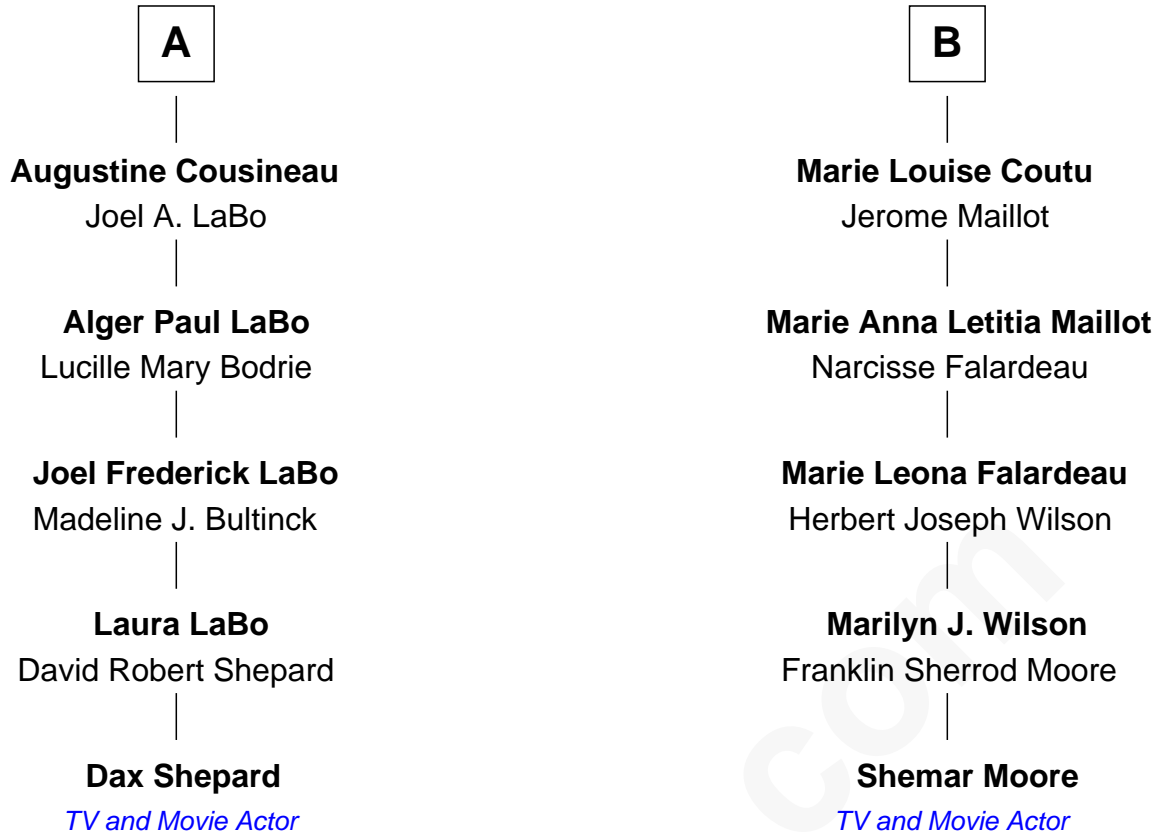 A
Augustine Cousineau
Joel A. LaBo
Alger Paul LaBo
Lucille Mary Bodrie
Joel Frederick LaBo
Madeline J. Bultinck
Laura LaBo
David Robert Shepard
Dax Shepard
TV and Movie Actor
B
Marie Louise Coutu
Jerome Maillot
Marie Anna Letitia Maillot
Narcisse Falardeau
Marie Leona Falardeau
Herbert Joseph Wilson
Marilyn J. Wilson
Franklin Sherrod Moore
Shemar Moore
TV and Movie Actor
com